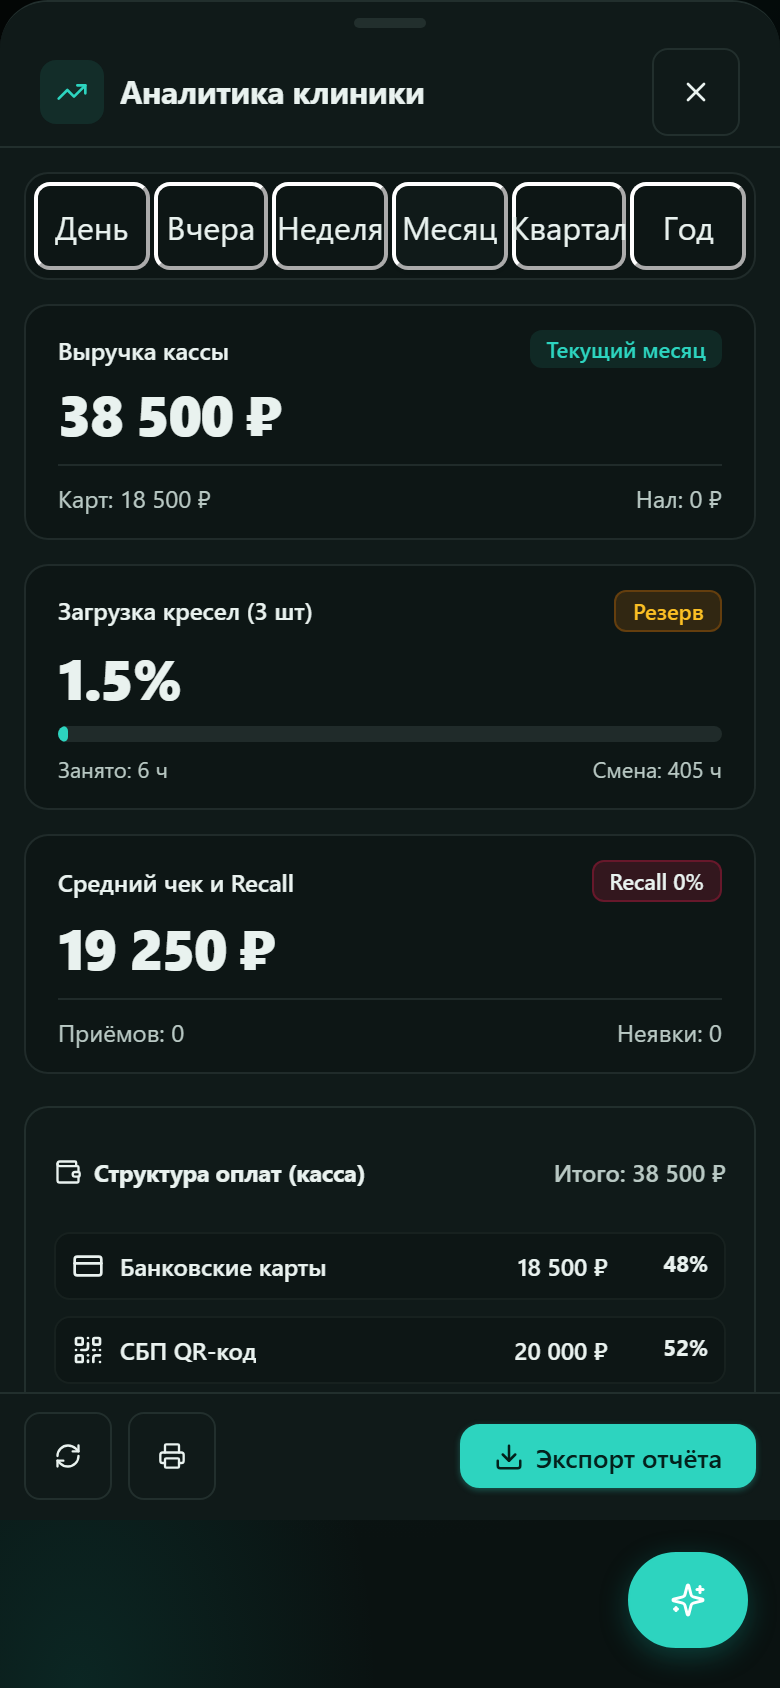 Аналитика клиники
День Вчера Неделя Месяц Квартал Год
Выручка кассы Текущий месяц
38 500 ₽
Карт: 18 500 ₽ Нал: 0 ₽
Загрузка кресел (3 шт) Резерв
1.5%
Занято: 6 ч Смена: 405 ч
Средний чек и Recall Recall 0%
19 250 ₽
Приёмов: 0 Неявки: 0
Структура оплат (касса) Итого: 38 500 ₽
Банковские карты 18 500 ₽ 48%
СБП QR-код 20 000 ₽ 52%
Экспорт отчёта